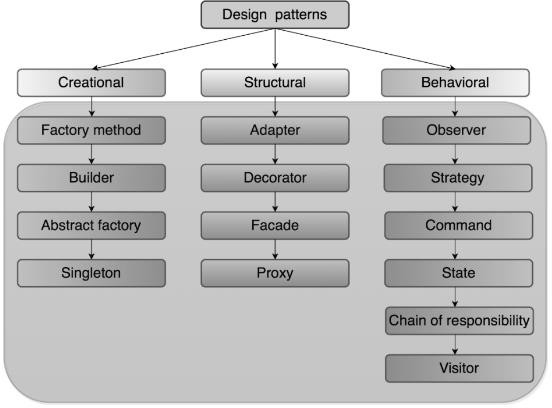 Design patterns
Creational
Structural
Behavioral
Factory method
Adapter
Observer
Builder
Decorator
Strategy
Abstract factory
Facade
Command
Singleton
Proxy
State
Chain of responsibility
Visitor